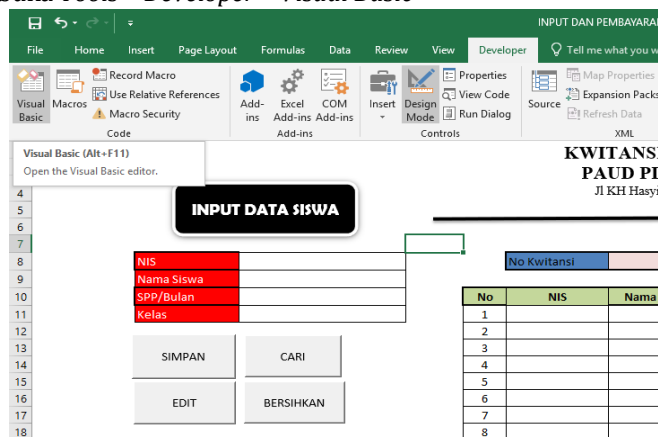 Tools – Developer – Visual Basic
INPUT DAN PEMBAYARAN
File Home Insert Page Layout Formulas Data Review View Developer Tell me what you w
Visual Basic
Macros
Record Macro
Use Relative References
Macro Security
Code
Add-ins
Excel Add-ins
COM Add-ins
Add-ins
Insert
Design Mode
Properties
View Code
Run Dialog
Controls
Source
Map Properties
Expansion Packs
Refresh Data
XML
Visual Basic (Alt+F11)
Open the Visual Basic editor.
KWITANS
PAUD PI
Jl KH Hasyi
4
5
6
7
8
9
10
11
12
13
14
15
16
17
18
INPUT DATA SISWA
NIS
Nama Siswa
SPP/Bulan
Kelas
SIMPAN
CARI
EDIT
BERSIHKAN
No Kwitansi
No NIS Nama
1
2
3
4
5
6
7
8